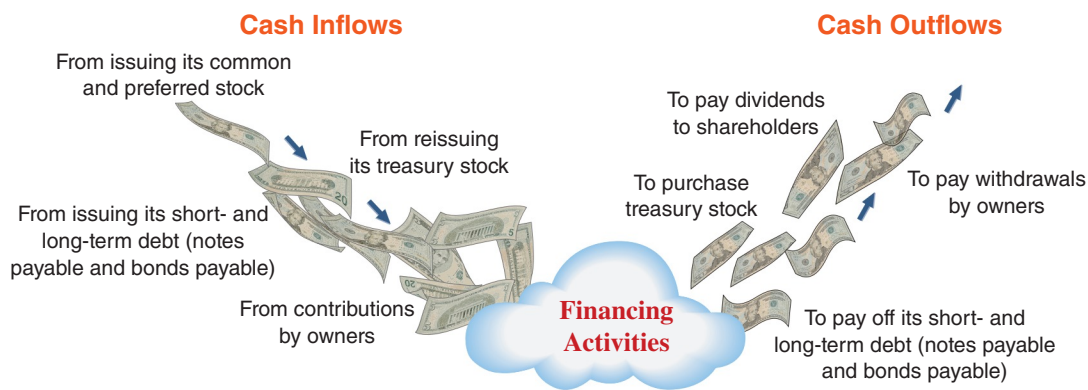 Cash Inflows
From issuing its common
and preferred stock
From reissuing
its treasury stock
From issuing its short- and
long-term debt (notes
payable and bonds payable)
From contributions
by owners
Financing
Activities
Cash Outflows
To pay dividends
to shareholders
To purchase
treasury stock
To pay withdrawals
by owners
To pay off its short- and
long-term debt (notes payable
and bonds payable)
20
5
20